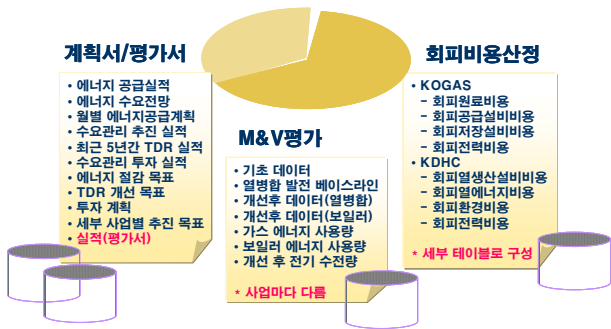 계획서/평가서
• 에너지 공급실적
• 에너지 수요전망
• 월별 에너지공급계획
• 수요관리 추진 실적
• 최근 5년간 TDR 실적
• 수요관리 투자 실적
• 에너지 절감 목표
• TDR 개선 목표
• 투자 계획
• 세부 사업별 추진 목표
• 실적(평가서)
M&V평가
• 기초 데이터
• 열병합 발전 베이스라인
• 개선후 데이터(열병합)
• 개선후 데이터(보일러)
• 가스 에너지 사용량
• 보일러 에너지 사용량
• 개선 후 전기 수전량
* 사업마다 다름
회피비용산정
• KOGAS
- 회피원료비용
- 회피공급설비비용
- 회피저장설비비용
- 회피전력비용
• KDHC
- 회피열생산설비비용
- 회피열에너지비용
- 회피환경비용
- 회피전력비용
* 세부 테이블로 구성